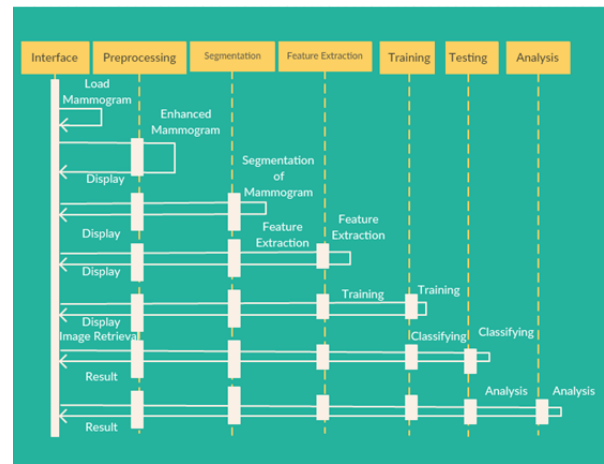 Interface Preprocessing Segmentation Feature Extraction Training Testing Analysis
Load
Mammogram
Enhanced
Mammogram
Display
Segmentation
of
Mammogram
Display
Feature
Extraction
Feature
Extraction
Display
Training
Training
Display
Image Retrieval
Classifying
Classifying
Result
Analysis
Analysis
Result